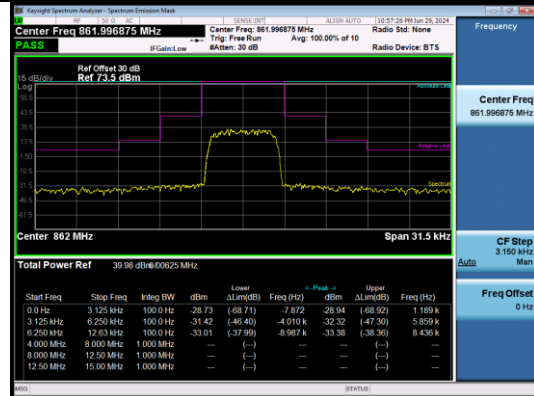 Keysight Spectrum Analyzer - Spectrum Emission Mask
RF 50 Ω AC SENSE:INT ALIGN AUTO 10:57:26 PM Jun 29, 2024
Center Freq 861.996875 MHz
Center Freq: 861.996875 MHz
Radio Std: None
Trig: Free Run Avg: 100.00% of 10
PASS
IFGain:Low
#Atten: 30 dB
Radio Device: BTS
Ref Offset 30 dB
15 dB/div Ref 73.5 dBm
Log
Absolute Limit
58.5
43.5
28.5
13.5
Relative Limit
-1.50
-16.5
-31.5
Spectrum
-46.5
-61.5
Center 862 MHz Span 31.5 kHz
Total Power Ref 39.98 dBm/0.00625 MHz
Lower <- Peak -> Upper
Start Freq Stop Freq Integ BW dBm ΔLim(dB) Freq (Hz) dBm ΔLim(dB) Freq (Hz)
0.0 Hz 3.125 kHz 100.0 Hz -28.73 (-68.71) -7.872 -28.94 (-68.92) 1.189 k
3.125 kHz 6.250 kHz 100.0 Hz -31.42 (-46.40) -4.010 k -32.32 (-47.30) 5.859 k
6.250 kHz 12.63 kHz 100.0 Hz -33.01 (-37.99) -8.987 k -33.38 (-38.36) 8.436 k
4.000 MHz 8.000 MHz 1.000 MHz --- (---) --- (---)
8.000 MHz 12.50 MHz 1.000 MHz --- (---) --- (---)
12.50 MHz 15.00 MHz 1.000 MHz --- (---) --- (---)
MSG STATUS
Frequency
Center Freq
861.996875 MHz
CF Step
3.150 kHz
Auto Man
Freq Offset
0 Hz